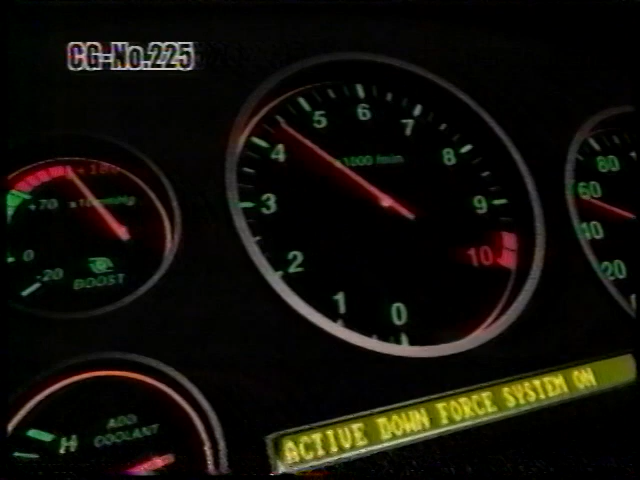 CG-No.225
+70
x10mmHg
0
-20
BOOST
0
1
2
3
4
5
6
7
8
9
10
x1000 r/min
80
60
40
20
H
ADD
COOLANT
ACTIVE DOWN FORCE SYSTEM ON